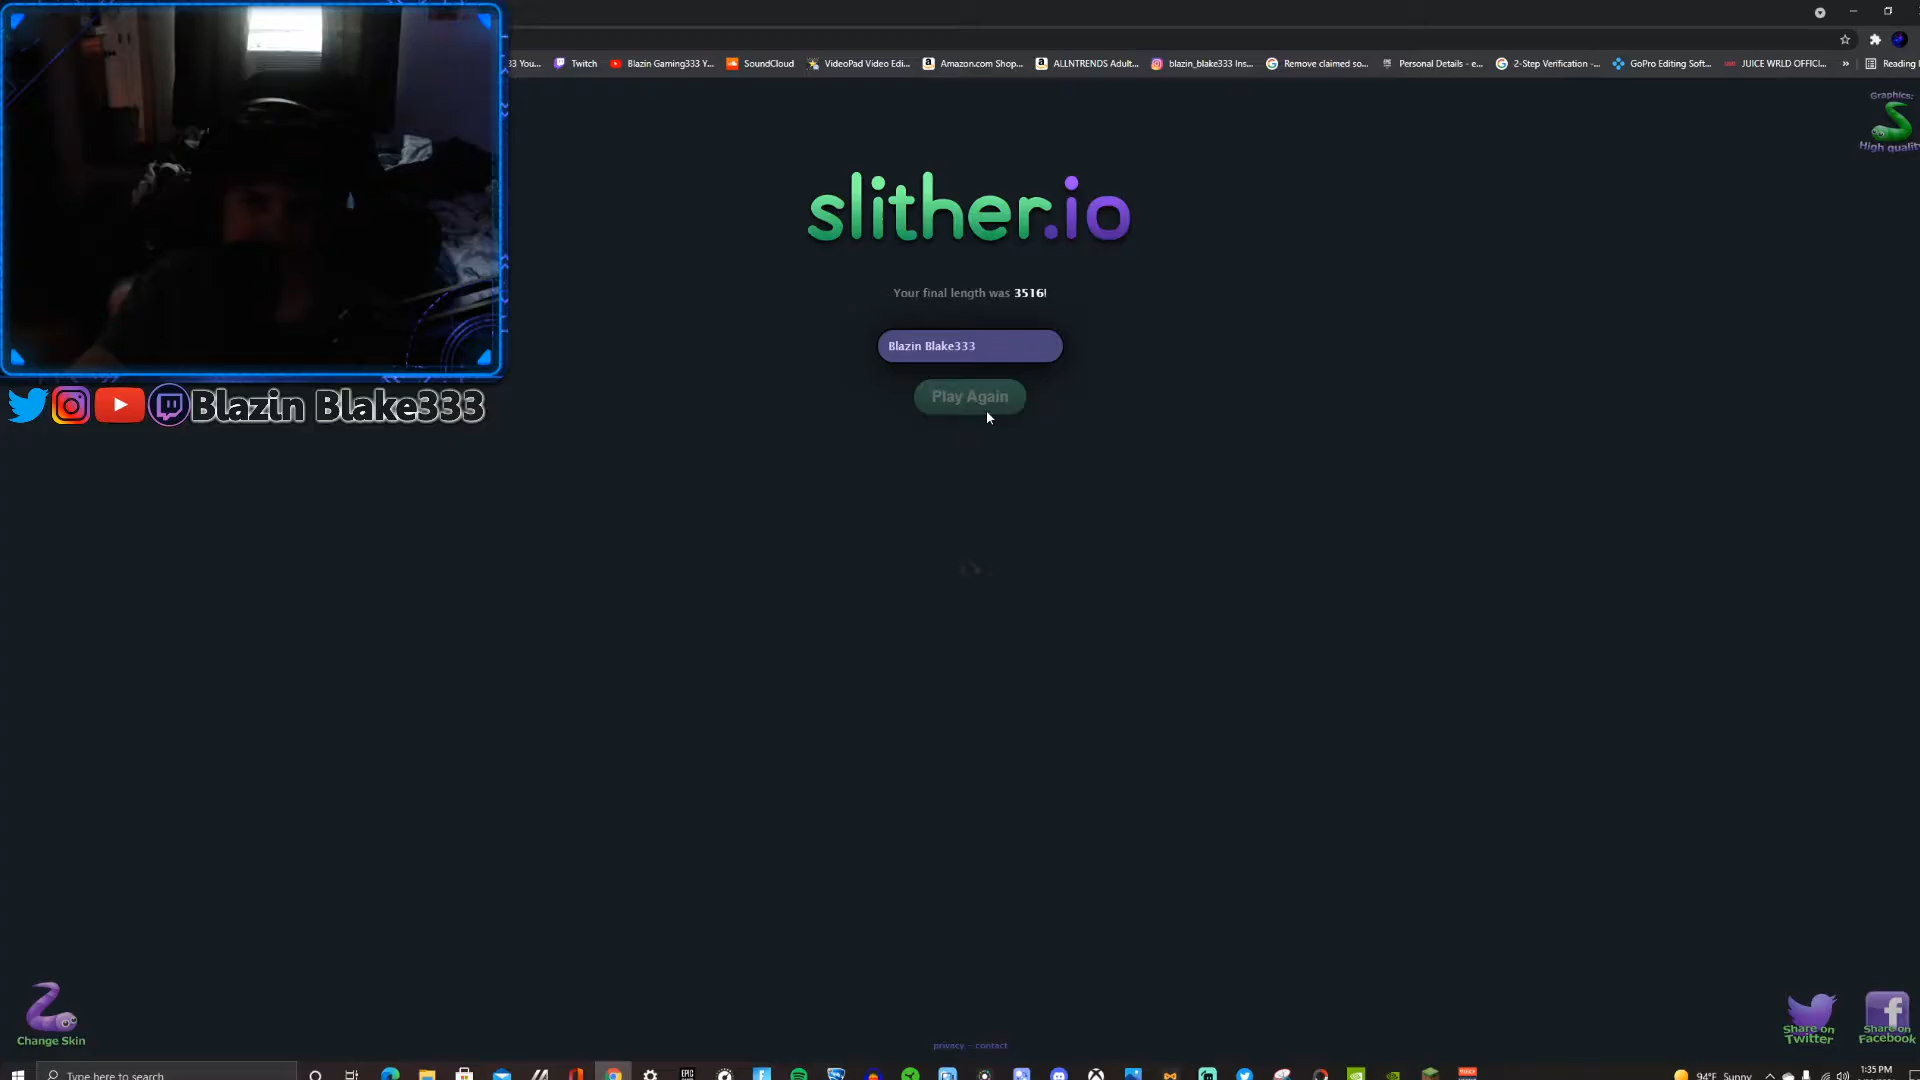 33 You...
Twitch
Blazin Gaming333 Y...
SoundCloud
VideoPad Video Edi...
Amazon.com Shop...
ALLNTRENDS Adult...
blazin_blake333 Ins...
Remove claimed so...
Personal Details - e...
2-Step Verification -...
GoPro Editing Soft...
JUICE WRLD OFFICI...
»
Reading
Graphics:
High quality
slither.io
Your final length was 3516!
Blazin Blake333
Play Again
Blazin Blake333
Change Skin
privacy - contact
Share on Twitter
Share on Facebook
Type here to search
EPIC
94°F Sunny
1:35 PM